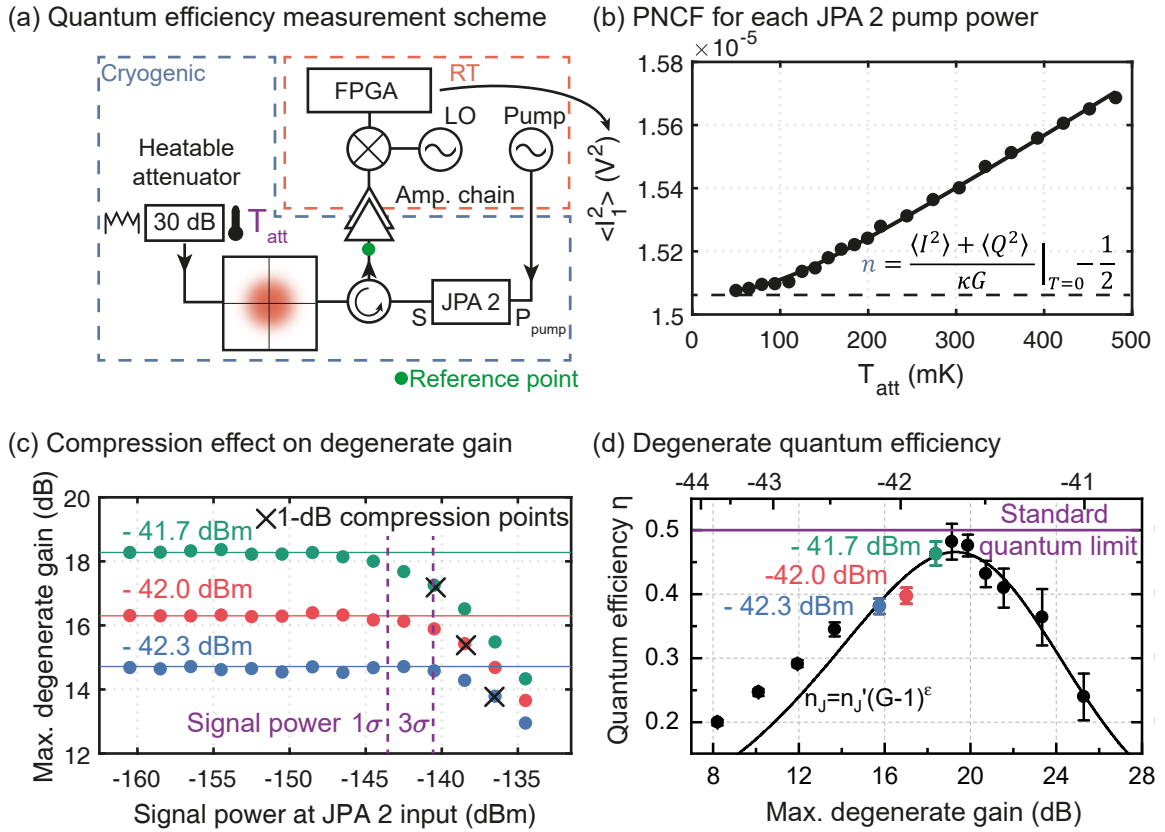 (a) Quantum efficiency measurement scheme
Cryogenic
RT
FPGA
LO
Pump
Heatable
attenuator
Amp. chain
30 dB
T_att
S
JPA 2
P_pump
Reference point
(b) PNCF for each JPA 2 pump power
× 10⁻⁵
1.58
1.56
1.54
1.52
1.5
<I₁²> (V²)
n = (⟨I²⟩ + ⟨Q²⟩)/(κG) |_{T=0} − 1/2
0 100 200 300 400 500
T_att (mK)
(c) Compression effect on degenerate gain
20
18
16
14
12
Max. degenerate gain (dB)
1-dB compression points
- 41.7 dBm
- 42.0 dBm
- 42.3 dBm
Signal power 1σ 3σ
-160 -155 -150 -145 -140 -135
Signal power at JPA 2 input (dBm)
(d) Degenerate quantum efficiency
-44 -43 -42 -41
0.5
0.4
0.3
0.2
Quantum efficiency η
Standard
quantum limit
- 41.7 dBm
-42.0 dBm
- 42.3 dBm
n_J=n_J'(G-1)^ε
8 12 16 20 24 28
Max. degenerate gain (dB)